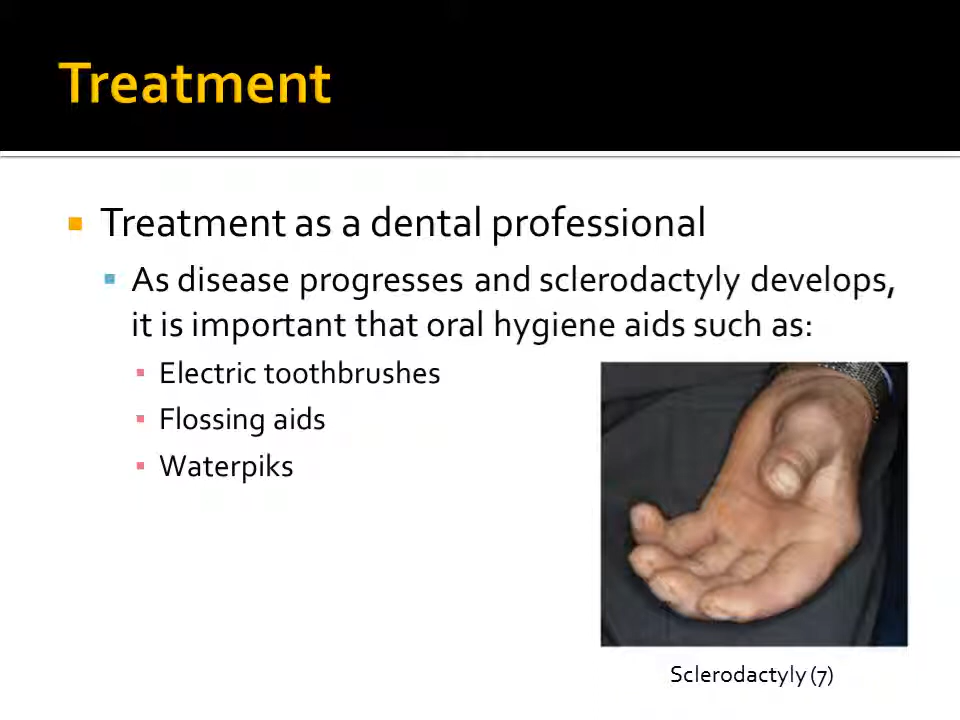 Treatment
Treatment as a dental professional
As disease progresses and sclerodactyly develops,
it is important that oral hygiene aids such as:
Electric toothbrushes
Flossing aids
Waterpiks
Sclerodactyly (7)